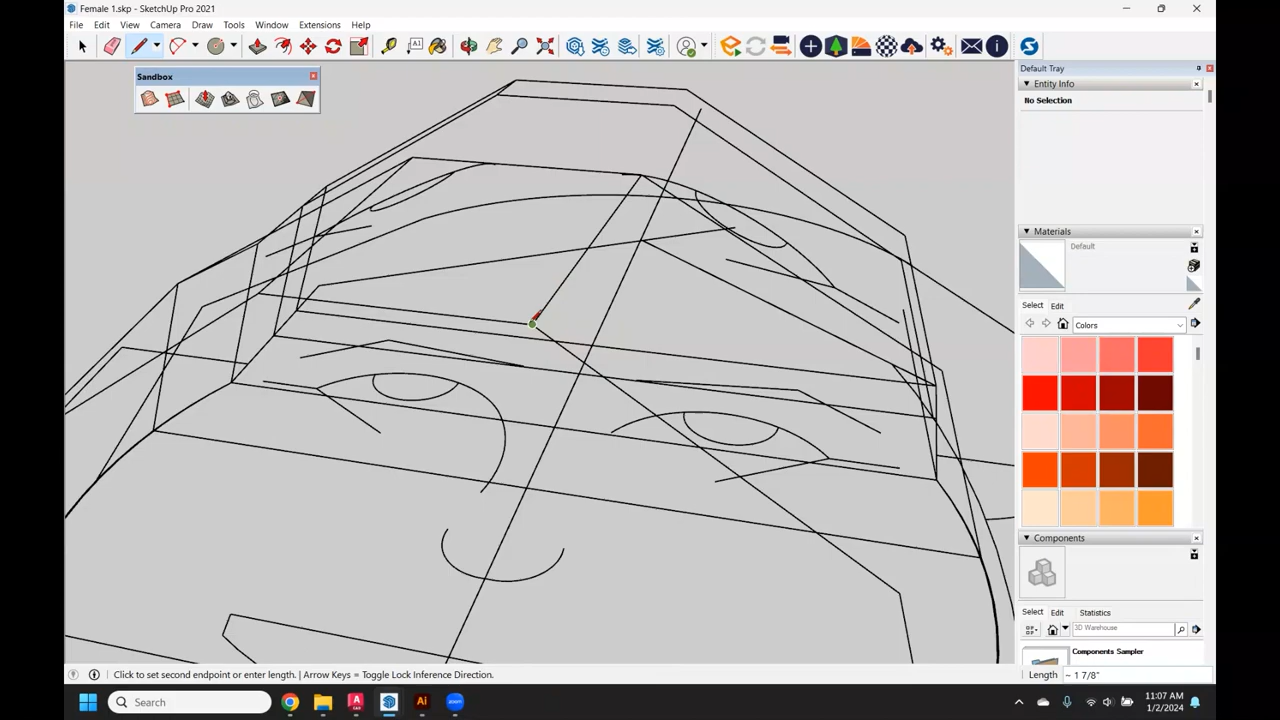 Female 1.skp - SketchUp Pro 2021
File Edit View Camera Draw Tools Window Extensions Help
Sandbox
Default Tray
Entity Info
No Selection
Materials
Default
Select Edit
Colors
Components
Select Edit Statistics
3D Warehouse
Components Sampler
Click to set second endpoint or enter length. | Arrow Keys = Toggle Lock Inference Direction.
Length ~ 1 7/8"
Search
11:07 AM
1/2/2024